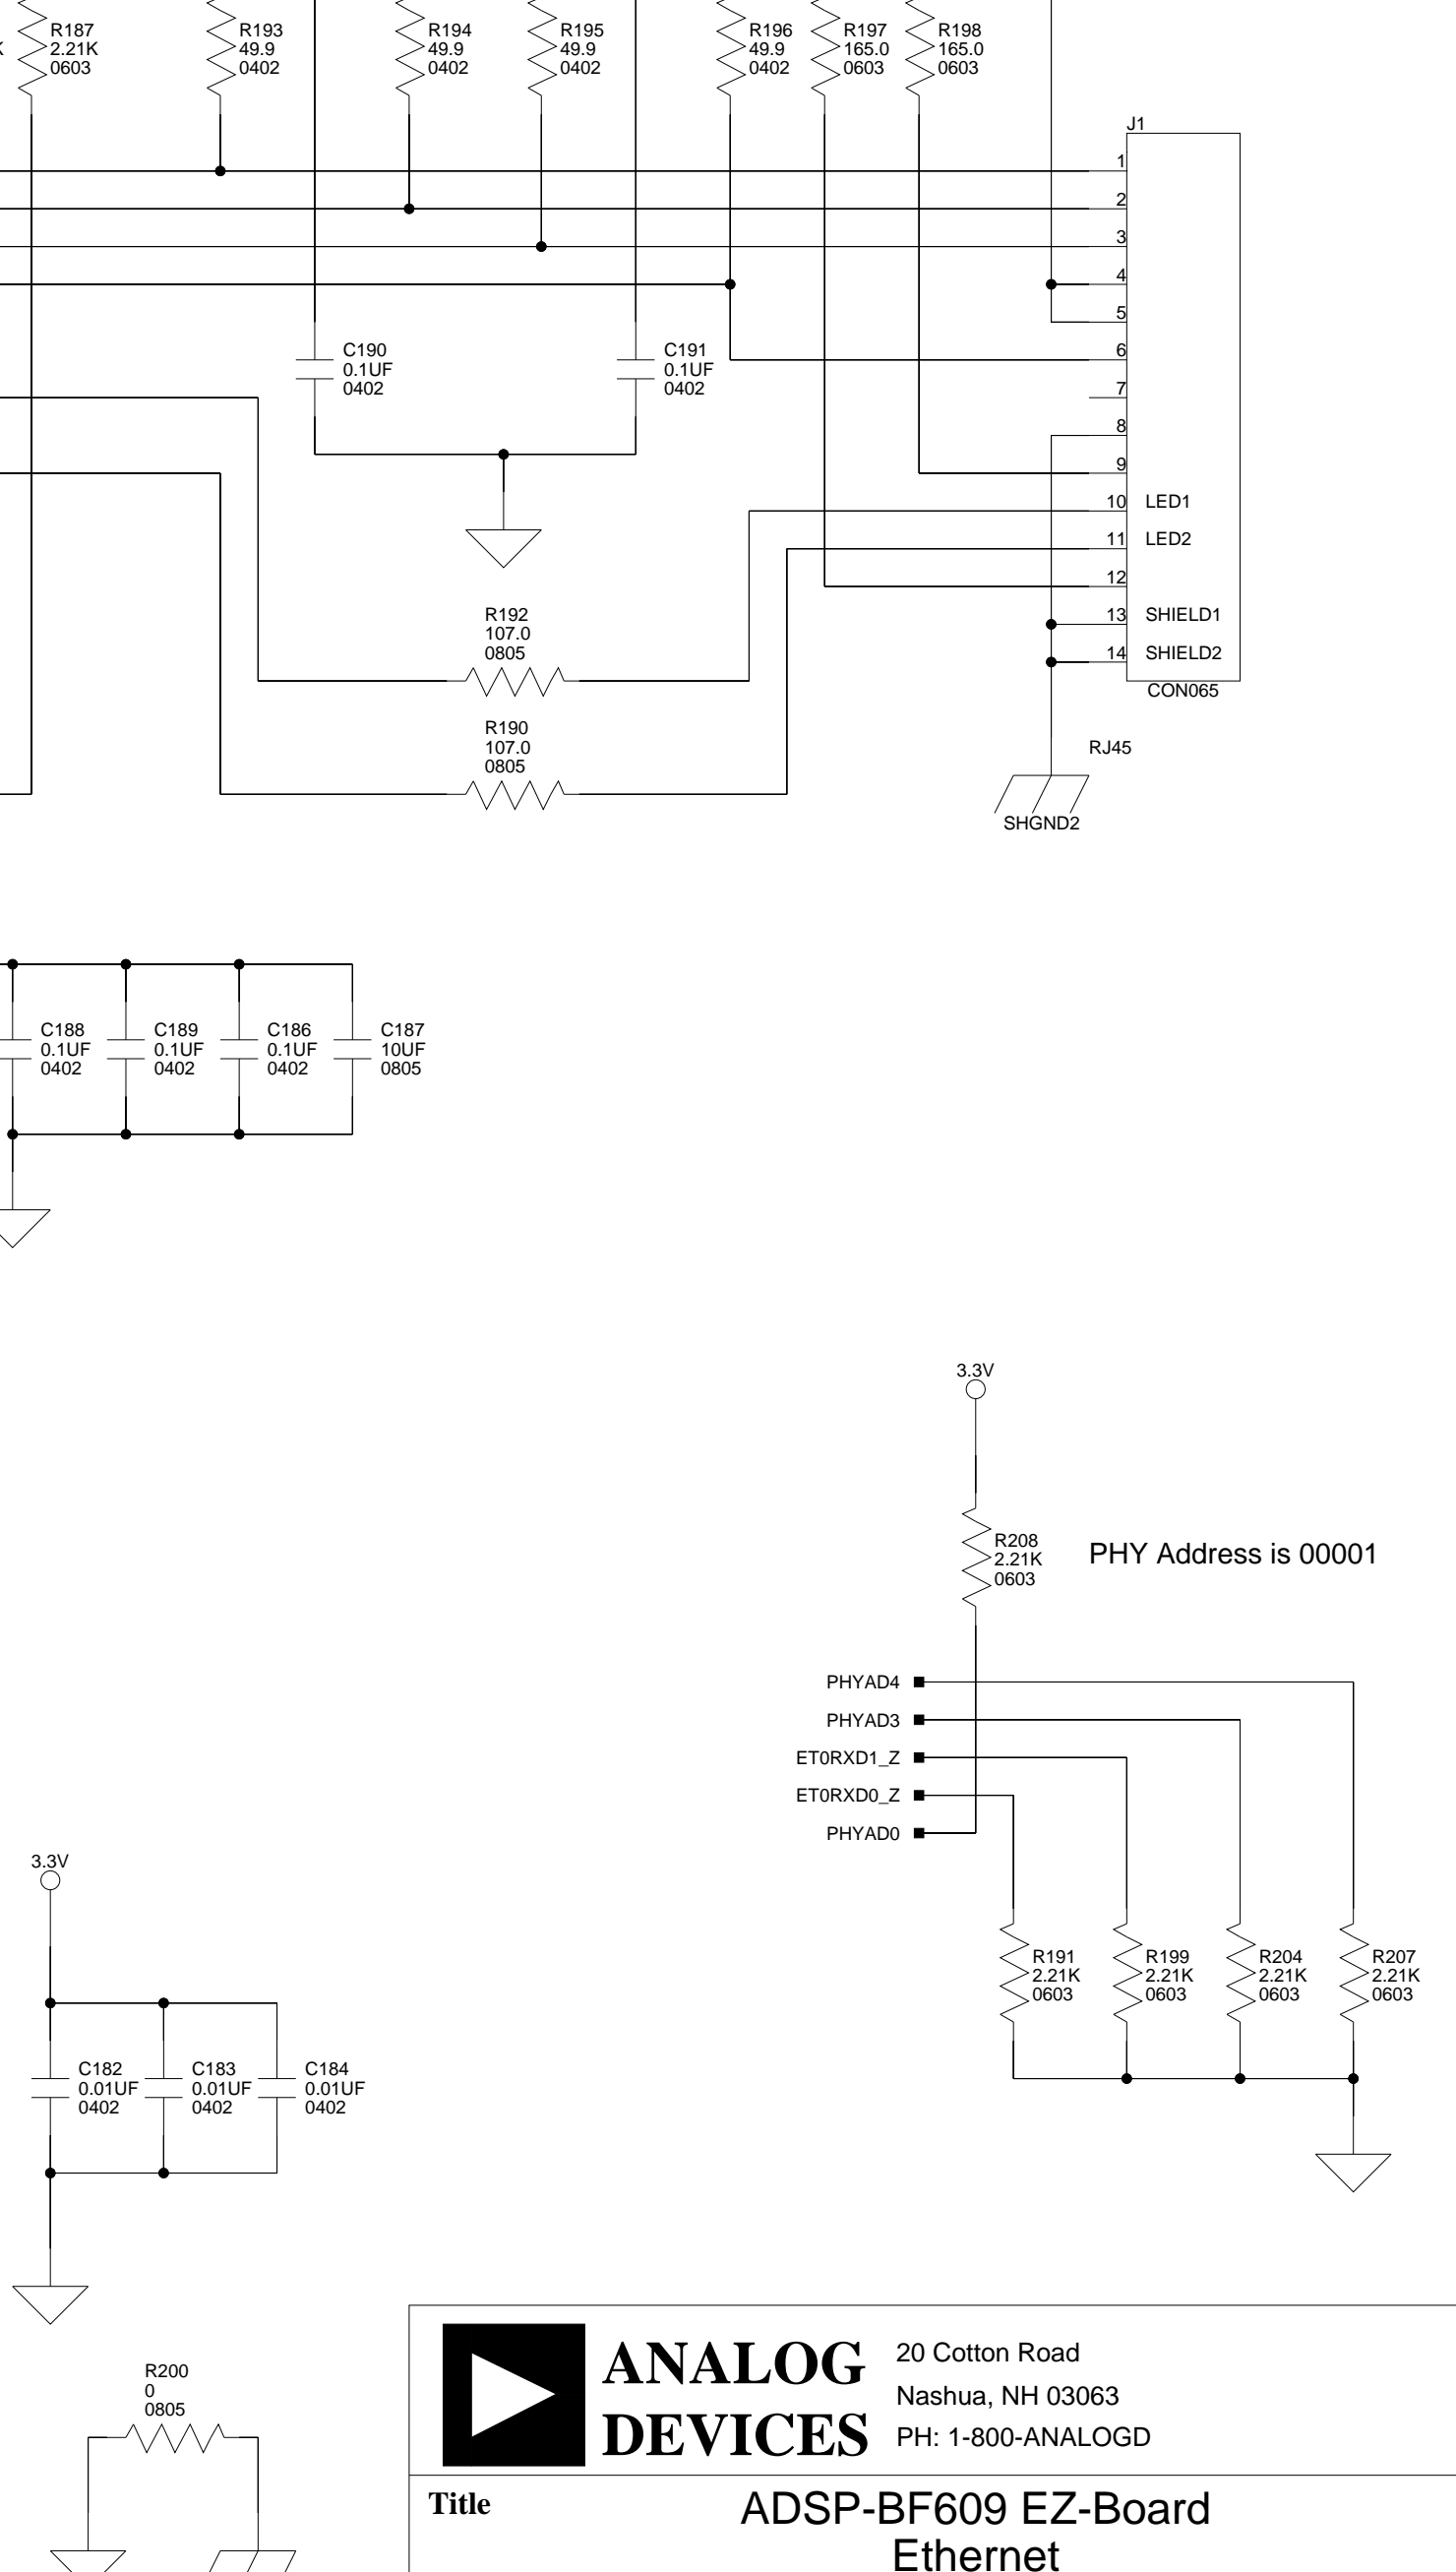 R187
2.21K
0603
R193
49.9
0402
R194
49.9
0402
R195
49.9
0402
R196
49.9
0402
R197
165.0
0603
R198
165.0
0603
J1
1
2
3
4
5
6
7
8
9
10 LED1
11 LED2
12
13 SHIELD1
14 SHIELD2
CON065
RJ45
SHGND2
C190
0.1UF
0402
C191
0.1UF
0402
R192
107.0
0805
R190
107.0
0805
C188
0.1UF
0402
C189
0.1UF
0402
C186
0.1UF
0402
C187
10UF
0805
3.3V
R208
2.21K
0603
PHY Address is 00001
PHYAD4
PHYAD3
ET0RXD1_Z
ET0RXD0_Z
PHYAD0
R191
2.21K
0603
R199
2.21K
0603
R204
2.21K
0603
R207
2.21K
0603
3.3V
C182
0.01UF
0402
C183
0.01UF
0402
C184
0.01UF
0402
R200
0
0805
ANALOG
DEVICES
20 Cotton Road
Nashua, NH 03063
PH: 1-800-ANALOGD
Title
ADSP-BF609 EZ-Board
Ethernet